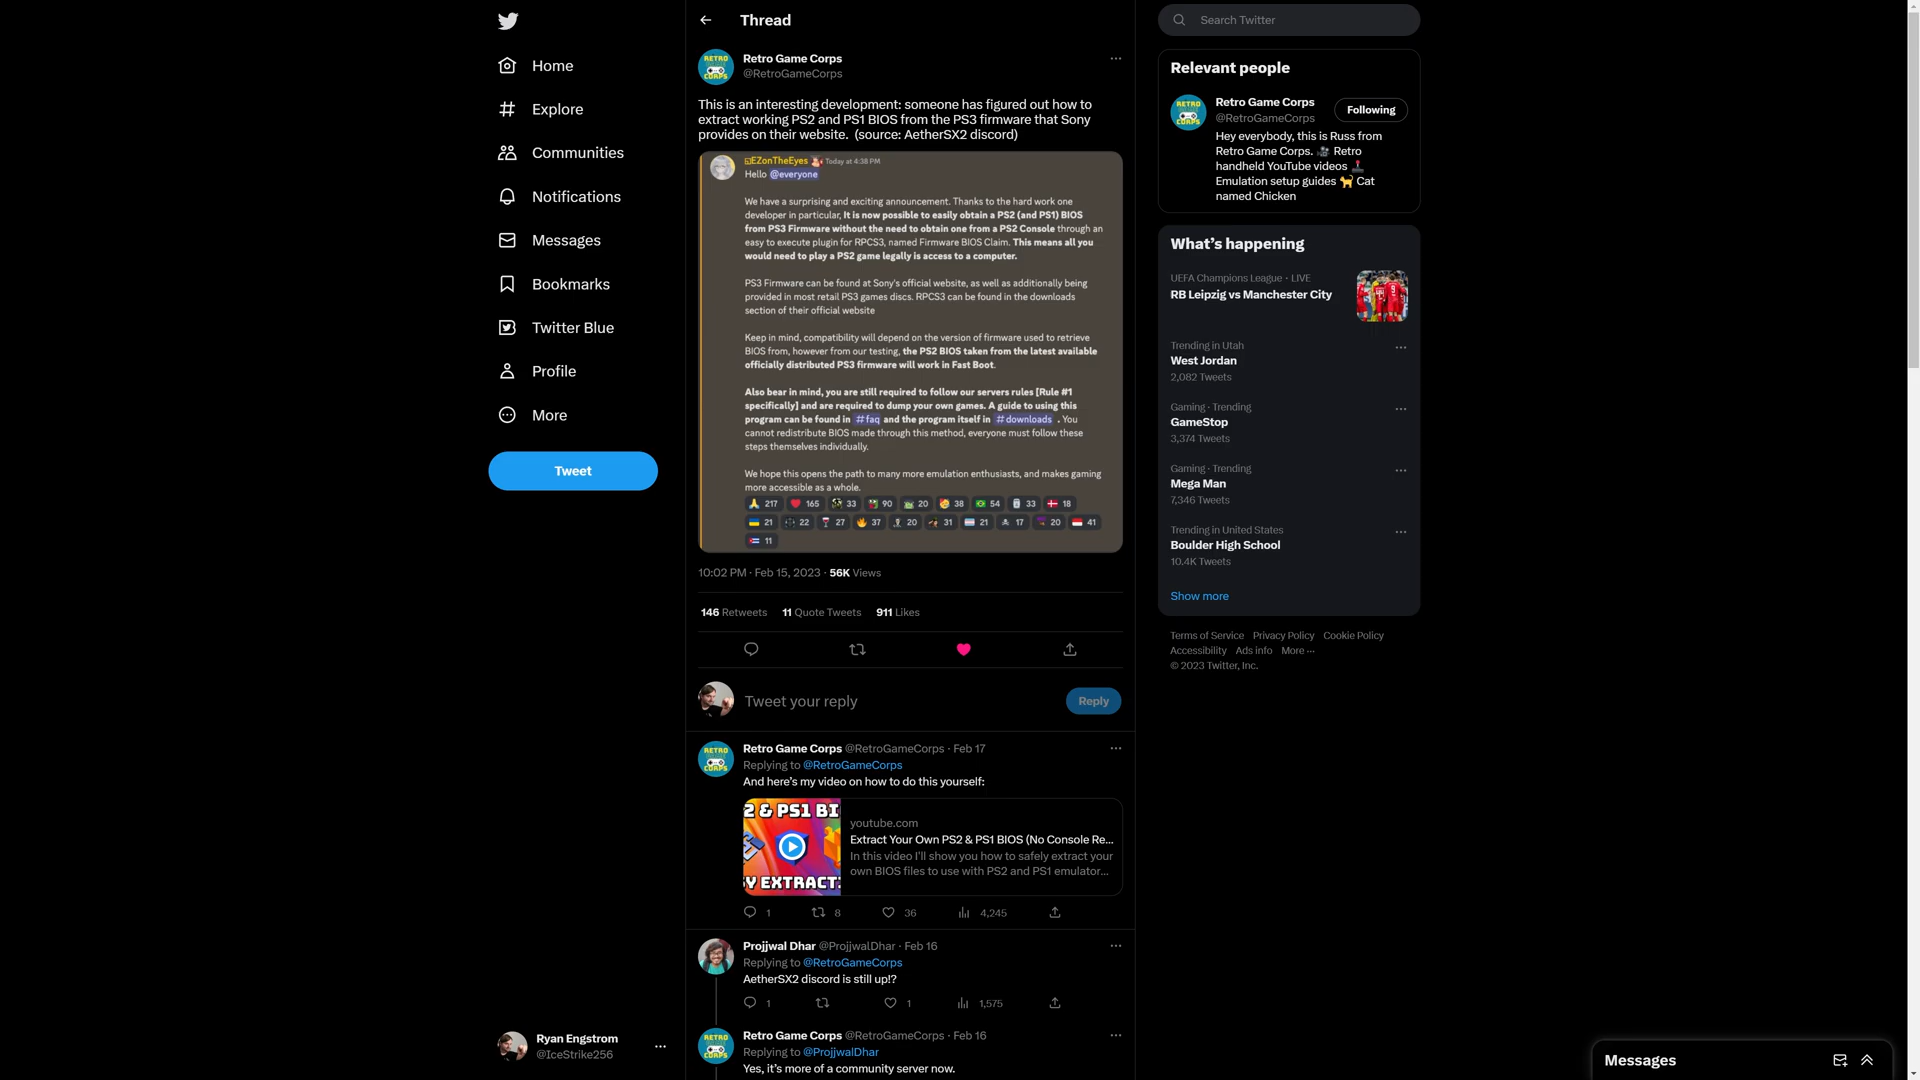 Home
Explore
Communities
Notifications
Messages
Bookmarks
Twitter Blue
Profile
More
Tweet
Ryan Engstrom
@IceStrike256
Thread
Retro Game Corps
@RetroGameCorps
This is an interesting development: someone has figured out how to
extract working PS2 and PS1 BIOS from the PS3 firmware that Sony
provides on their website. (source: AetherSX2 discord)
EZonTheEyes Today at 4:38 PM
Hello @everyone
We have a surprising and exciting announcement. Thanks to the hard work one
developer in particular, It is now possible to easily obtain a PS2 (and PS1) BIOS
from PS3 Firmware without the need to obtain one from a PS2 Console through an
easy to execute plugin for RPCS3, named Firmware BIOS Claim. This means all you
would need to play a PS2 game legally is access to a computer.
PS3 Firmware can be found at Sony's official website, as well as additionally being
provided in most retail PS3 games discs. RPCS3 can be found in the downloads
section of their official website
Keep in mind, compatibility will depend on the version of firmware used to retrieve
BIOS from, however from our testing, the PS2 BIOS taken from the latest available
officially distributed PS3 firmware will work in Fast Boot.
Also bear in mind, you are still required to follow our servers rules [Rule #1
specifically] and are required to dump your own games. A guide to using this
program can be found in #faq and the program itself in #downloads . You
cannot redistribute BIOS made through this method, everyone must follow these
steps themselves individually.
We hope this opens the path to many more emulation enthusiasts, and makes gaming
more accessible as a whole.
217 165 33 90 20 38 54 33 18
21 22 27 37 20 31 21 17 20 41
11
10:02 PM · Feb 15, 2023 · 56K Views
146 Retweets 11 Quote Tweets 911 Likes
Tweet your reply
Reply
Retro Game Corps @RetroGameCorps · Feb 17
Replying to @RetroGameCorps
And here's my video on how to do this yourself:
2 & PS1 BI
Y EXTRACT
youtube.com
Extract Your Own PS2 & PS1 BIOS (No Console Re...
In this video I'll show you how to safely extract your
own BIOS files to use with PS2 and PS1 emulator...
1 8 36 4,245
Projjwal Dhar @ProjjwalDhar · Feb 16
Replying to @RetroGameCorps
AetherSX2 discord is still up!?
1 1 1,575
Retro Game Corps @RetroGameCorps · Feb 16
Replying to @ProjjwalDhar
Yes, it's more of a community server now.
Search Twitter
Relevant people
Retro Game Corps
@RetroGameCorps
Following
Hey everybody, this is Russ from
Retro Game Corps. Retro
handheld YouTube videos
Emulation setup guides Cat
named Chicken
What's happening
UEFA Champions League · LIVE
RB Leipzig vs Manchester City
Trending in Utah
West Jordan
2,082 Tweets
Gaming · Trending
GameStop
3,374 Tweets
Gaming · Trending
Mega Man
7,346 Tweets
Trending in United States
Boulder High School
10.4K Tweets
Show more
Terms of Service Privacy Policy Cookie Policy
Accessibility Ads info More ···
© 2023 Twitter, Inc.
Messages